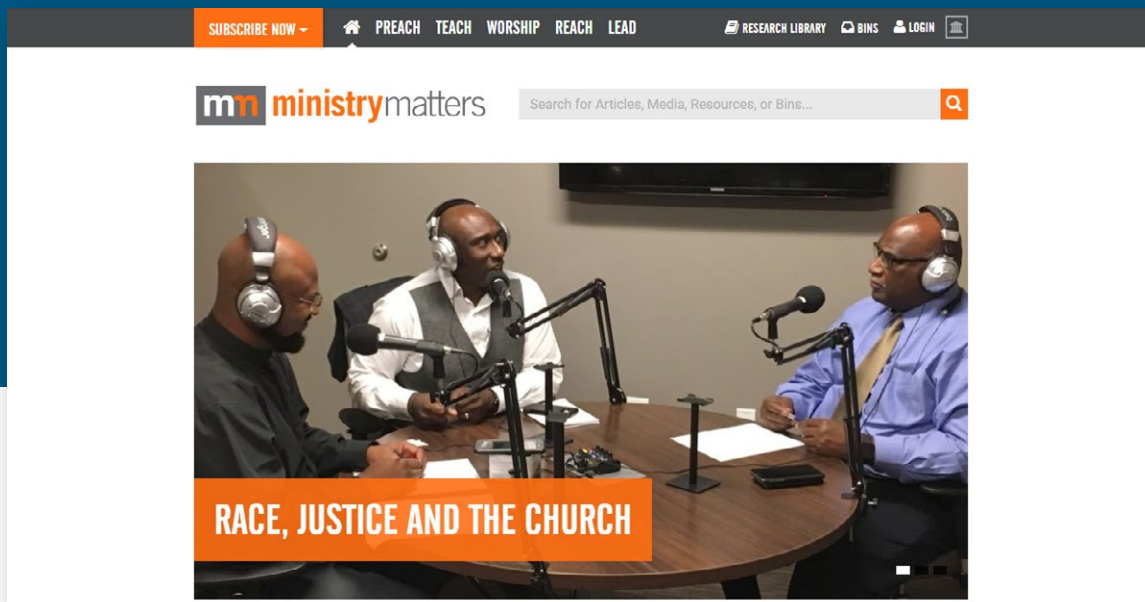 SUBSCRIBE NOW
PREACH TEACH WORSHIP REACH LEAD
RESEARCH LIBRARY BINS LOGIN
mm ministrymatters
Search for Articles, Media, Resources, or Bins...
RACE, JUSTICE AND THE CHURCH